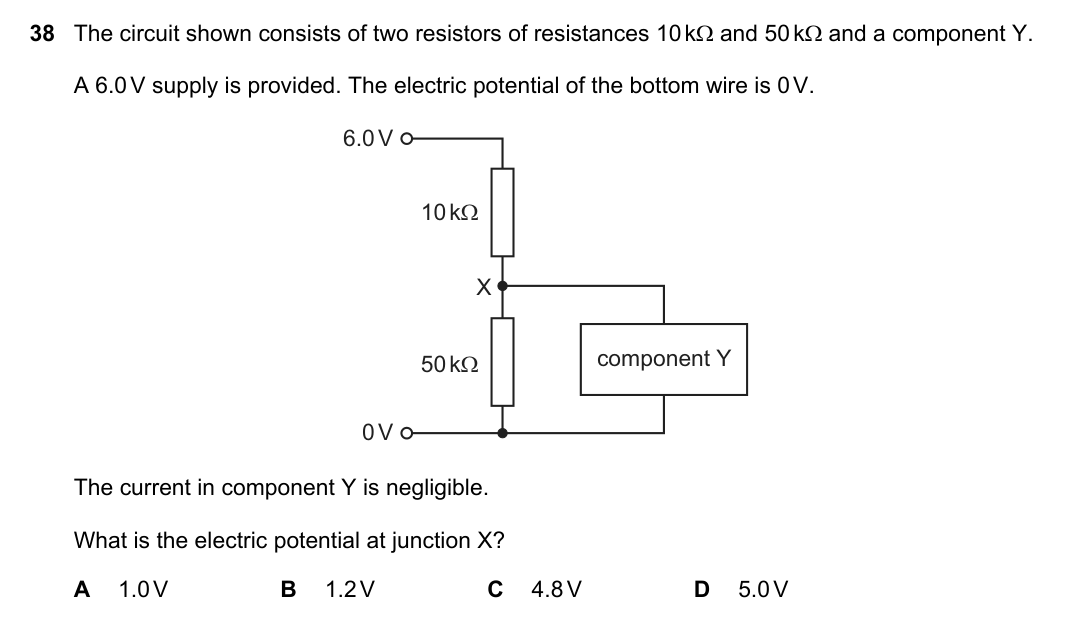 38 The circuit shown consists of two resistors of resistances 10 kΩ and 50 kΩ and a component Y.
A 6.0 V supply is provided. The electric potential of the bottom wire is 0 V.
6.0 V
10 kΩ
X
50 kΩ
component Y
0 V
The current in component Y is negligible.
What is the electric potential at junction X?
A 1.0 V B 1.2 V C 4.8 V D 5.0 V